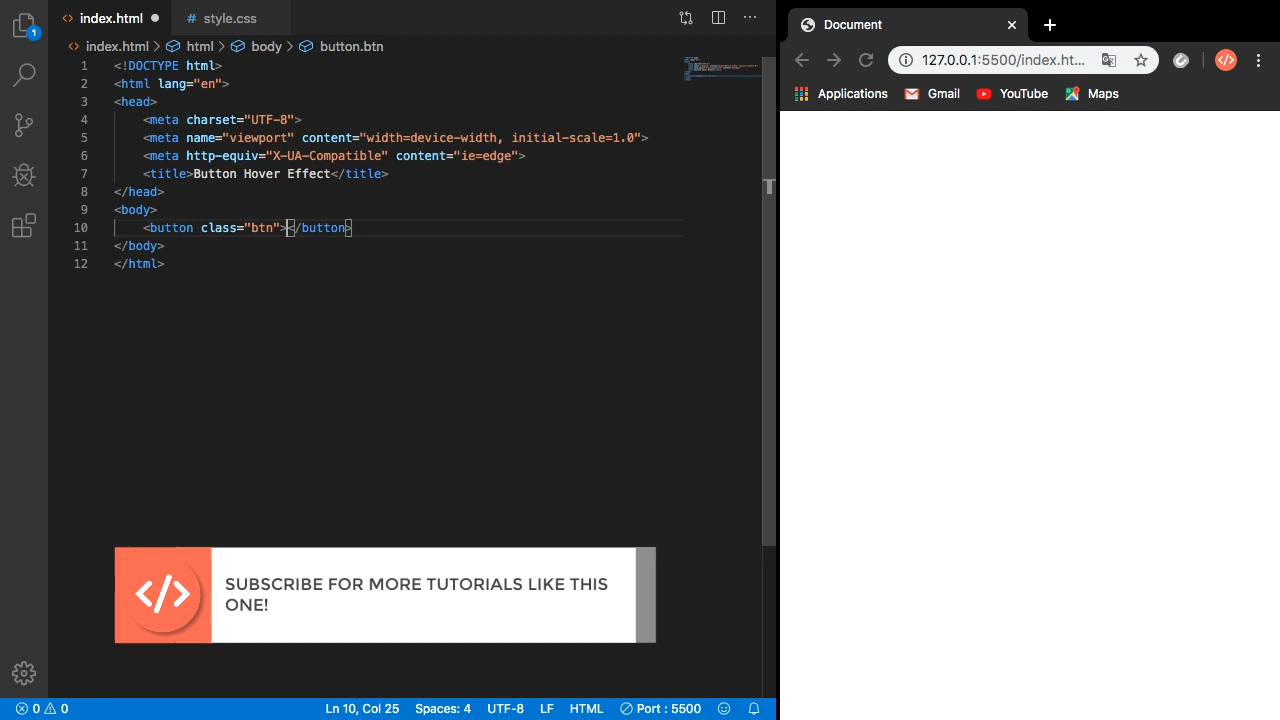 index.html
# style.css
index.html > html > body > button.btn
1 <!DOCTYPE html>
2 <html lang="en">
3 <head>
4 <meta charset="UTF-8">
5 <meta name="viewport" content="width=device-width, initial-scale=1.0">
6 <meta http-equiv="X-UA-Compatible" content="ie=edge">
7 <title>Button Hover Effect</title>
8 </head>
9 <body>
10 <button class="btn"></button>
11 </body>
12 </html>
1
SUBSCRIBE FOR MORE TUTORIALS LIKE THIS
ONE!
0 0
Ln 10, Col 25 Spaces: 4 UTF-8 LF HTML Port : 5500
Document
127.0.0.1:5500/index.ht...
Applications Gmail YouTube Maps